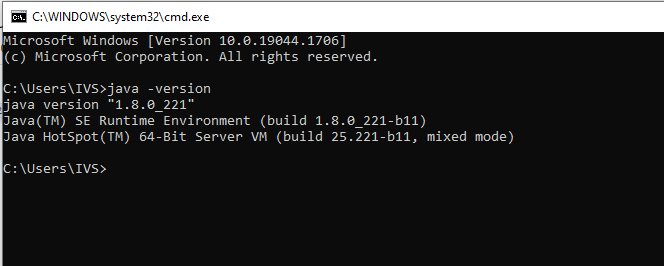 C:\WINDOWS\system32\cmd.exe
Microsoft Windows [Version 10.0.19044.1706]
(c) Microsoft Corporation. All rights reserved.
C:\Users\IVS>java -version
java version "1.8.0_221"
Java(TM) SE Runtime Environment (build 1.8.0_221-b11)
Java HotSpot(TM) 64-Bit Server VM (build 25.221-b11, mixed mode)
C:\Users\IVS>